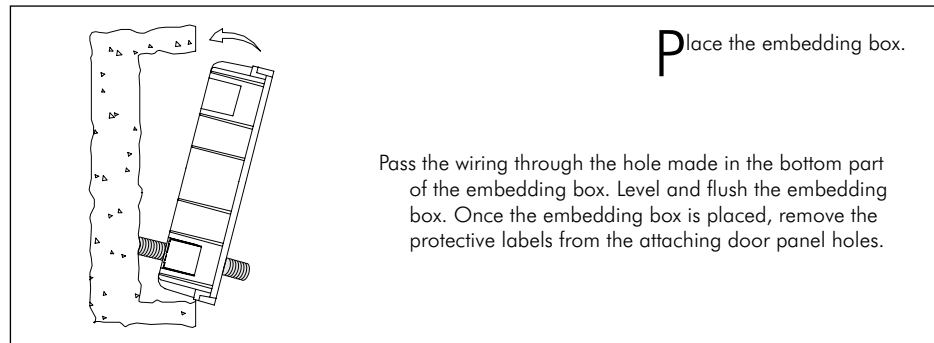 Place the embedding box.
Pass the wiring through the hole made in the bottom part
of the embedding box. Level and flush the embedding
box. Once the embedding box is placed, remove the
protective labels from the attaching door panel holes.